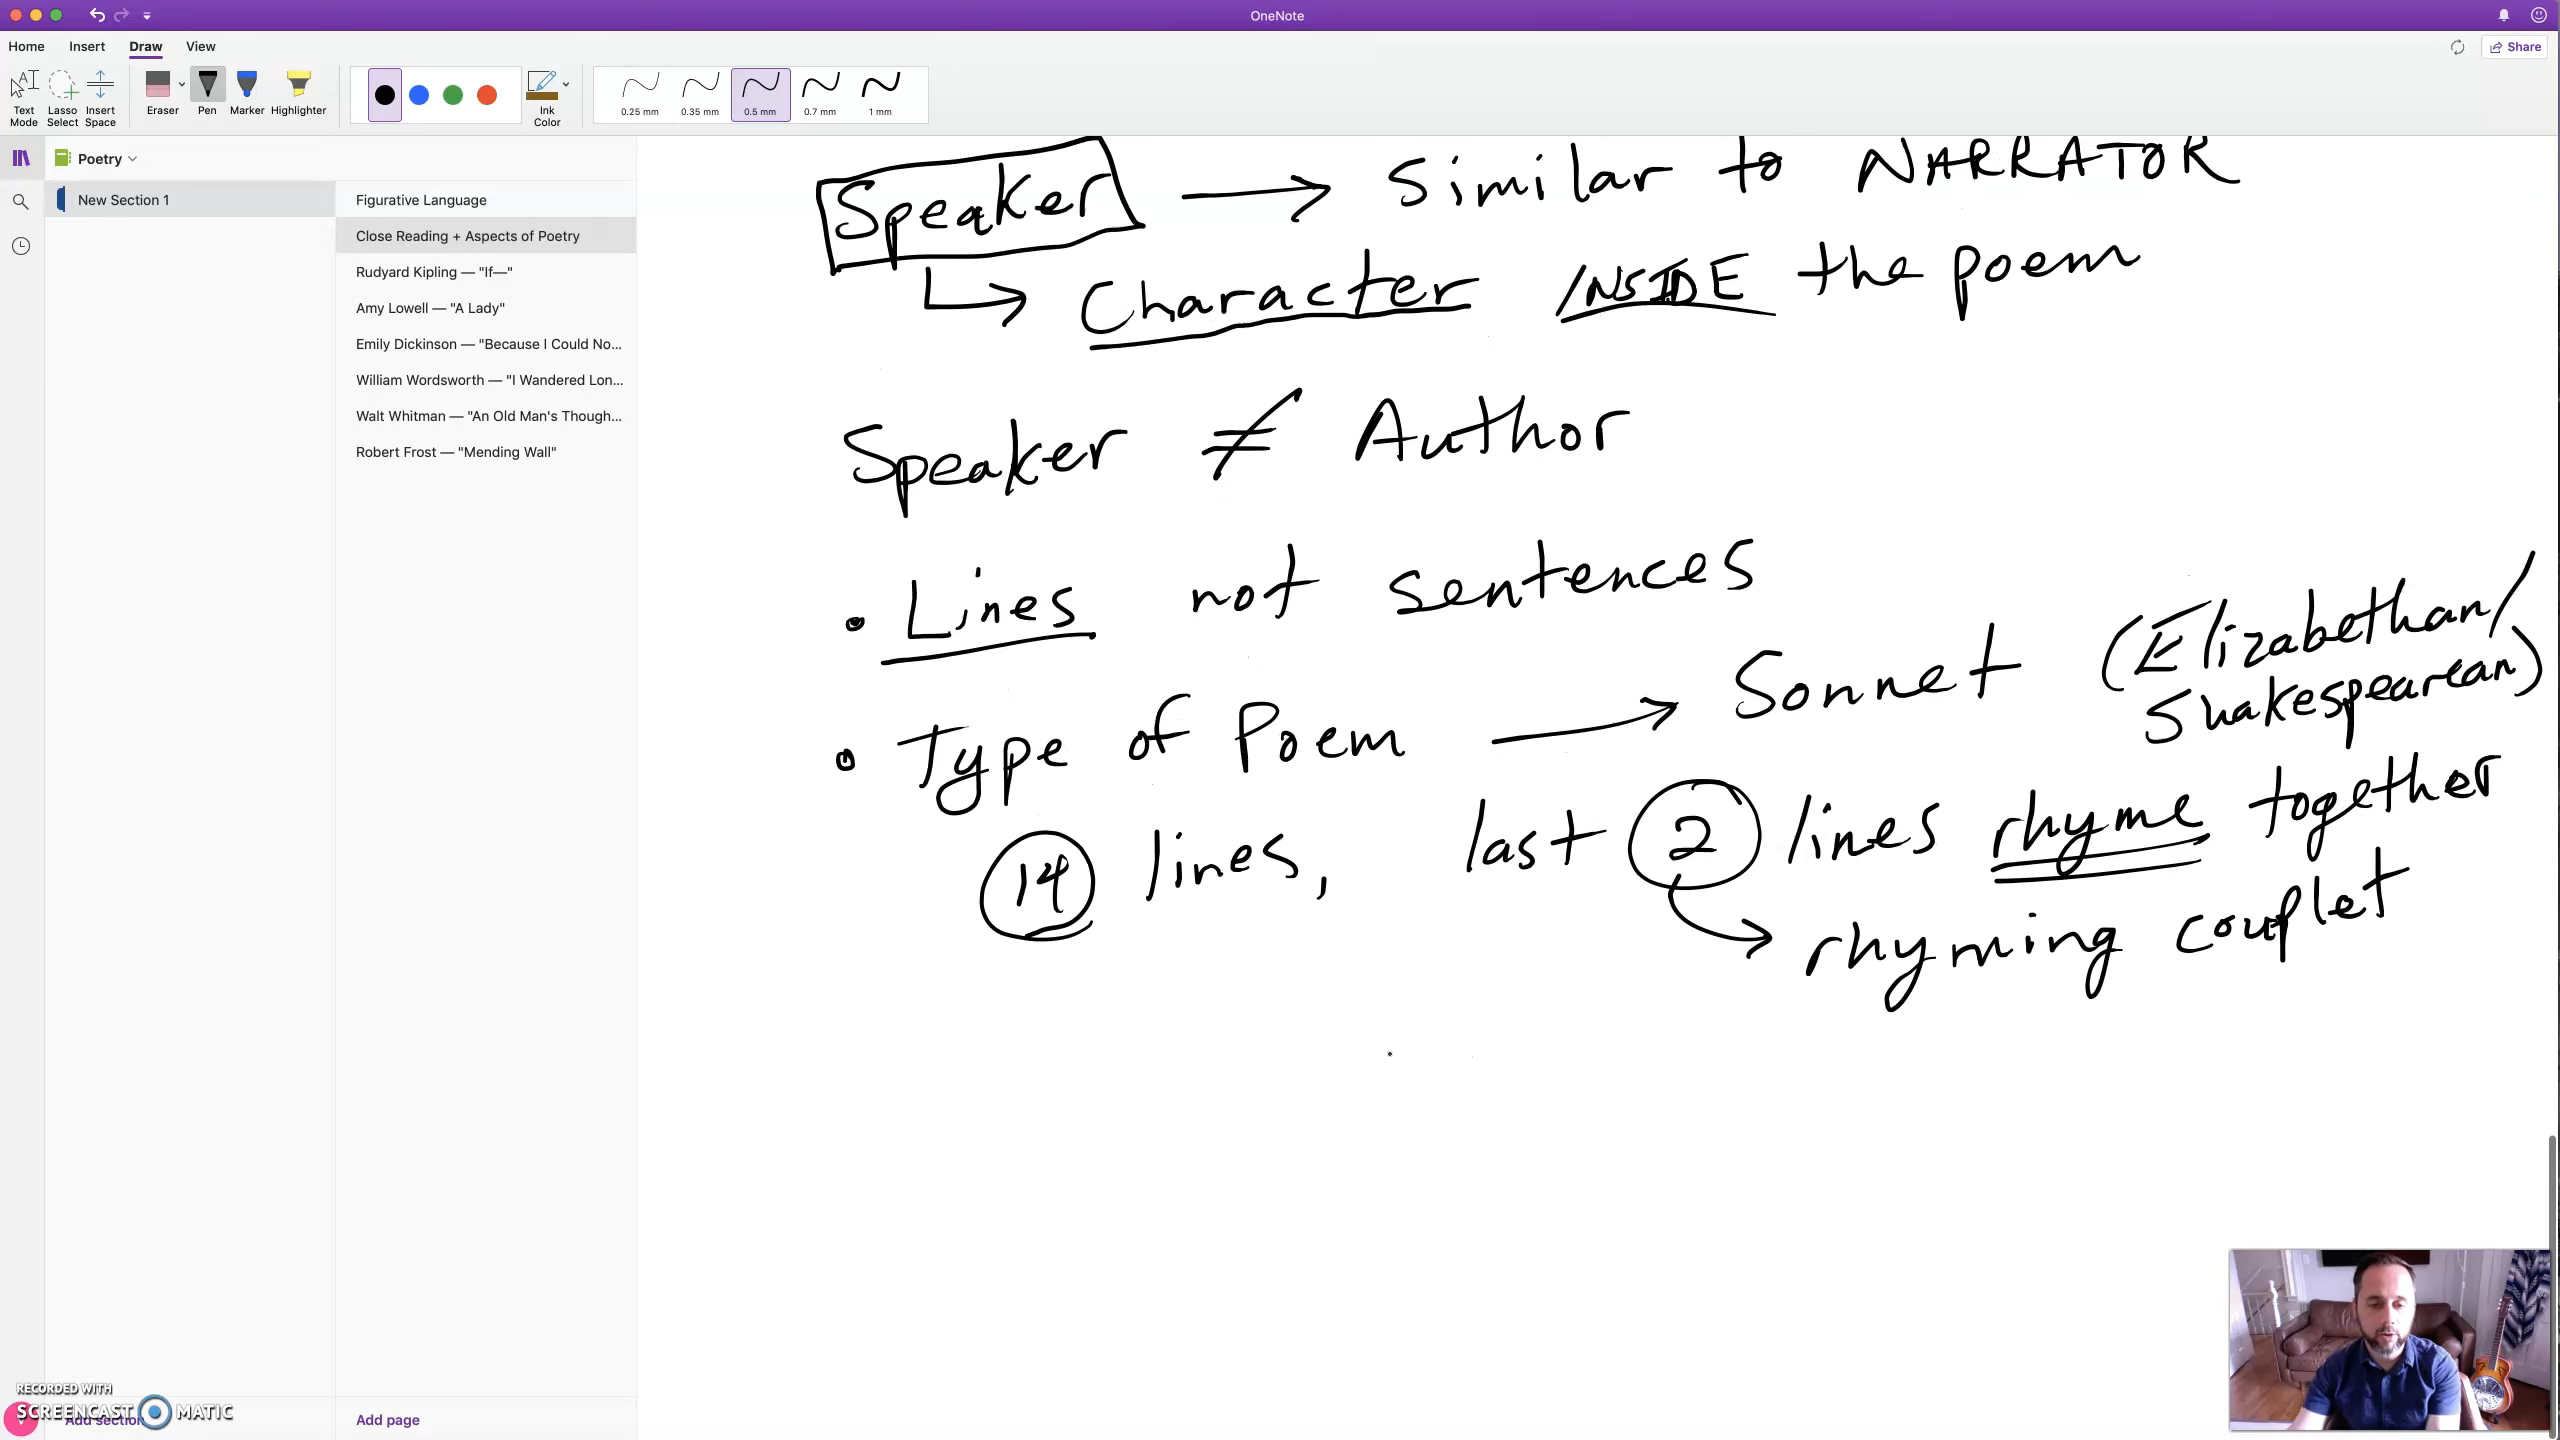 OneNote
Home Insert Draw View
Share
Text Mode
Lasso Select
Insert Space
Eraser
Pen
Marker
Highlighter
Ink Color
0.25 mm
0.35 mm
0.5 mm
0.7 mm
1 mm
Poetry
New Section 1
Figurative Language
Close Reading + Aspects of Poetry
Rudyard Kipling — "If—"
Amy Lowell — "A Lady"
Emily Dickinson — "Because I Could No...
William Wordsworth — "I Wandered Lon...
Walt Whitman — "An Old Man's Though...
Robert Frost — "Mending Wall"
Speaker → Similar to NARRATOR
↳ Character INSIDE the poem
Speaker ≠ Author
• Lines not sentences
• Type of Poem → Sonnet (Elizabethan/
Shakespearean)
14 lines, last 2 lines rhyme together
→ rhyming couplet
RECORDED WITH
SCREENCAST MATIC
Add section
Add page